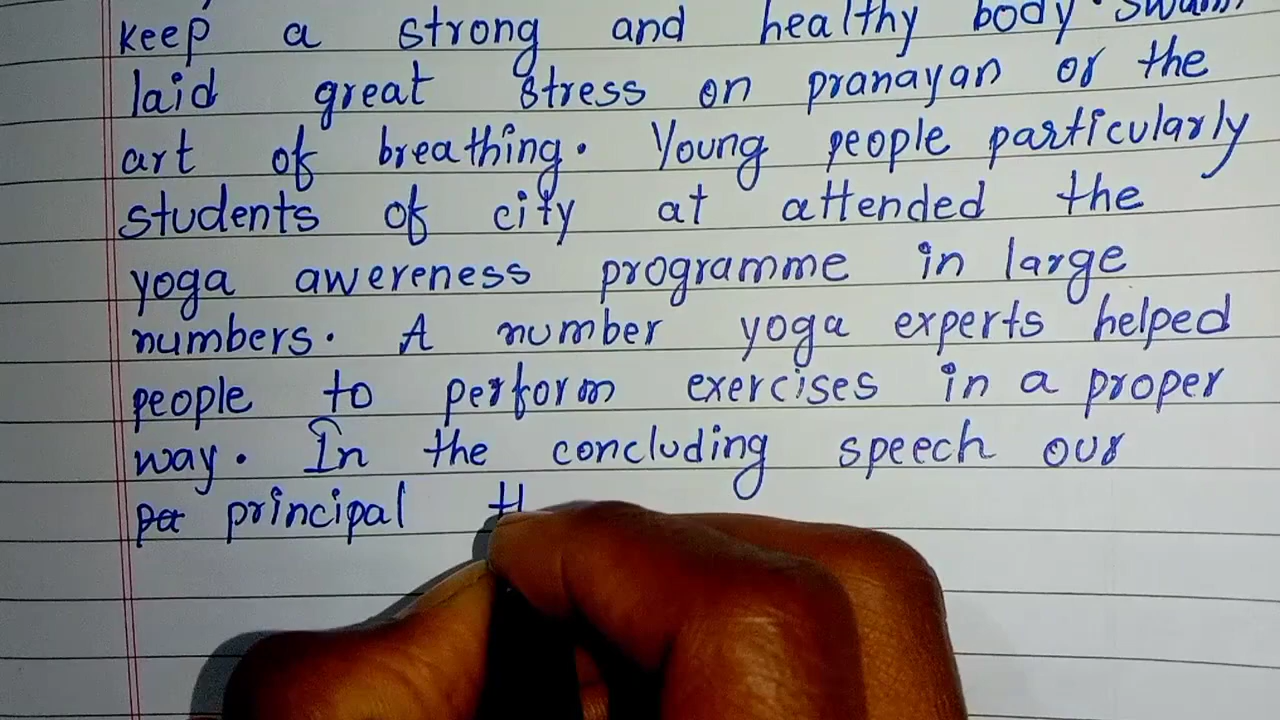 keep a strong and healthy body. Swami
laid great stress on pranayan or the
art of breathing. Young people particularly
students of city at attended the
yoga awereness programme in large
numbers. A number yoga experts helped
people to perform exercises in a proper
way. In the concluding speech our
principal th